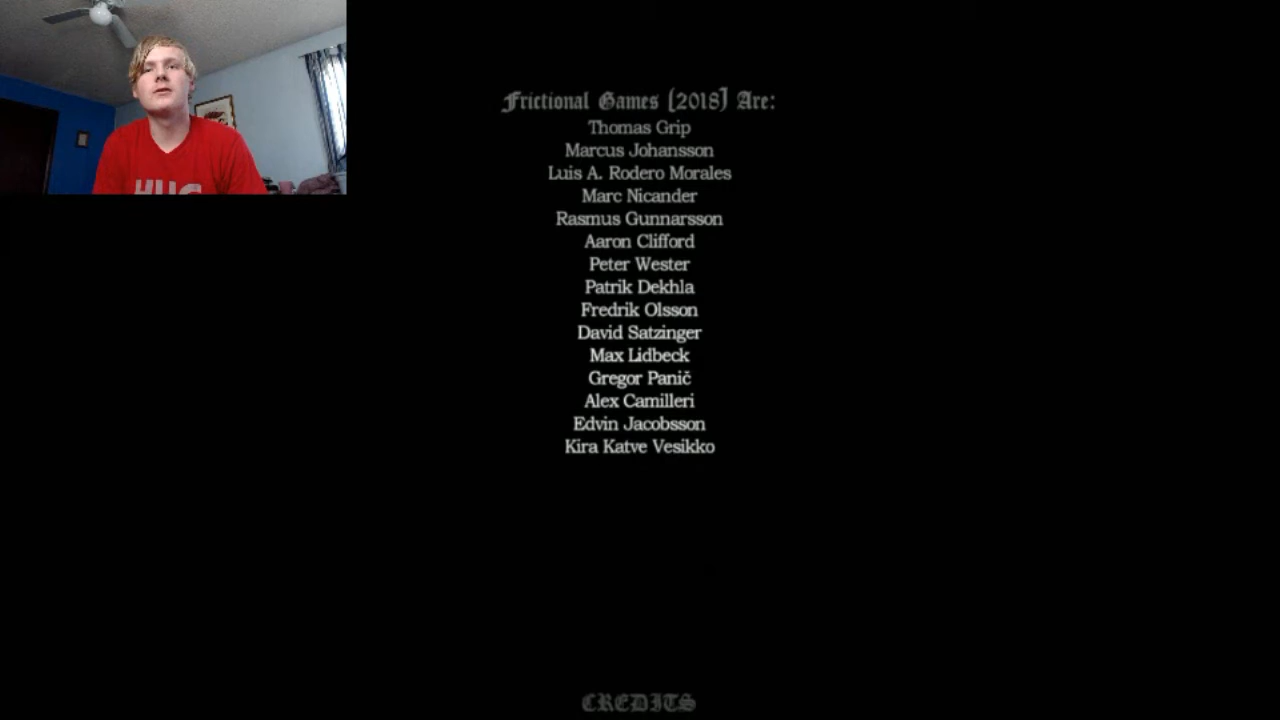 HUG
Frictional Games [2018] Are:
Thomas Grip
Marcus Johansson
Luis A. Rodero Morales
Marc Nicander
Rasmus Gunnarsson
Aaron Clifford
Peter Wester
Patrik Dekhla
Fredrik Olsson
David Satzinger
Max Lidbeck
Gregor Panič
Alex Camilleri
Edvin Jacobsson
Kira Katve Vesikko
CREDITS